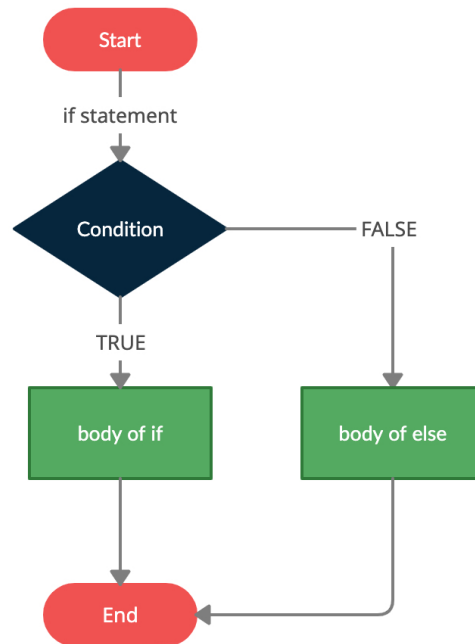 Start
if statement
Condition
FALSE
TRUE
body of if
body of else
End